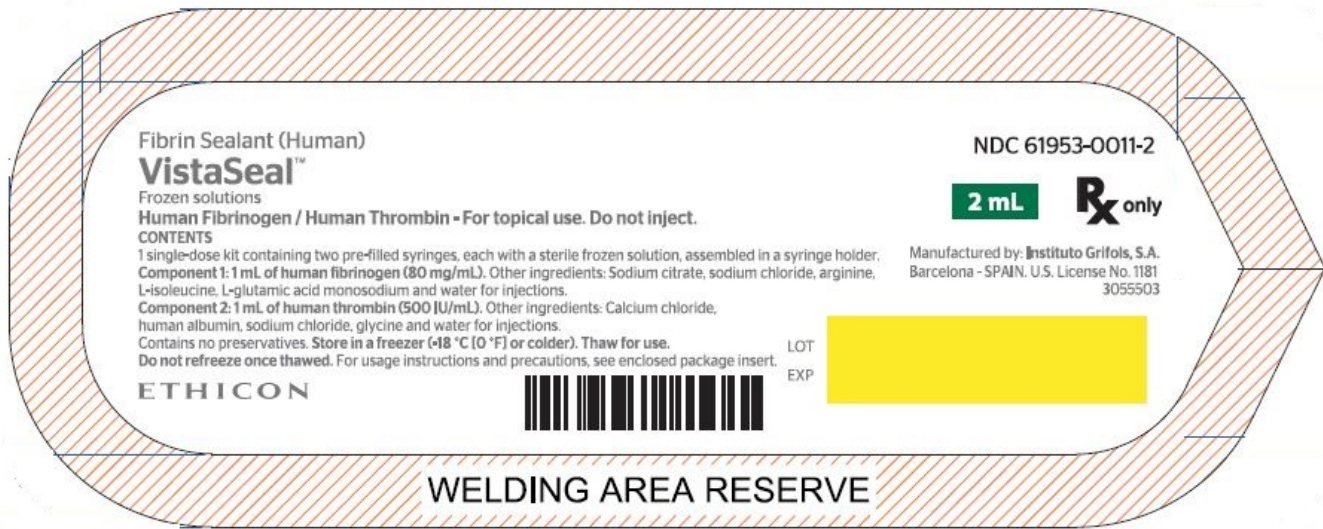 Fibrin Sealant (Human)
VistaSeal™
Frozen solutions
Human Fibrinogen / Human Thrombin - For topical use. Do not inject.
CONTENTS
1 single-dose kit containing two pre-filled syringes, each with a sterile frozen solution, assembled in a syringe holder.
Component 1: 1 mL of human fibrinogen (80 mg/mL). Other ingredients: Sodium citrate, sodium chloride, arginine,
L-isoleucine, L-glutamic acid monosodium and water for injections.
Component 2: 1 mL of human thrombin (500 IU/mL). Other ingredients: Calcium chloride,
human albumin, sodium chloride, glycine and water for injections.
Contains no preservatives. Store in a freezer (-18 °C [0 °F] or colder). Thaw for use.
Do not refreeze once thawed. For usage instructions and precautions, see enclosed package insert.
ETHICON
NDC 61953-0011-2
2 mL
Rx only
Manufactured by: Instituto Grifols, S.A.
Barcelona - SPAIN. U.S. License No. 1181
3055503
LOT
EXP
WELDING AREA RESERVE